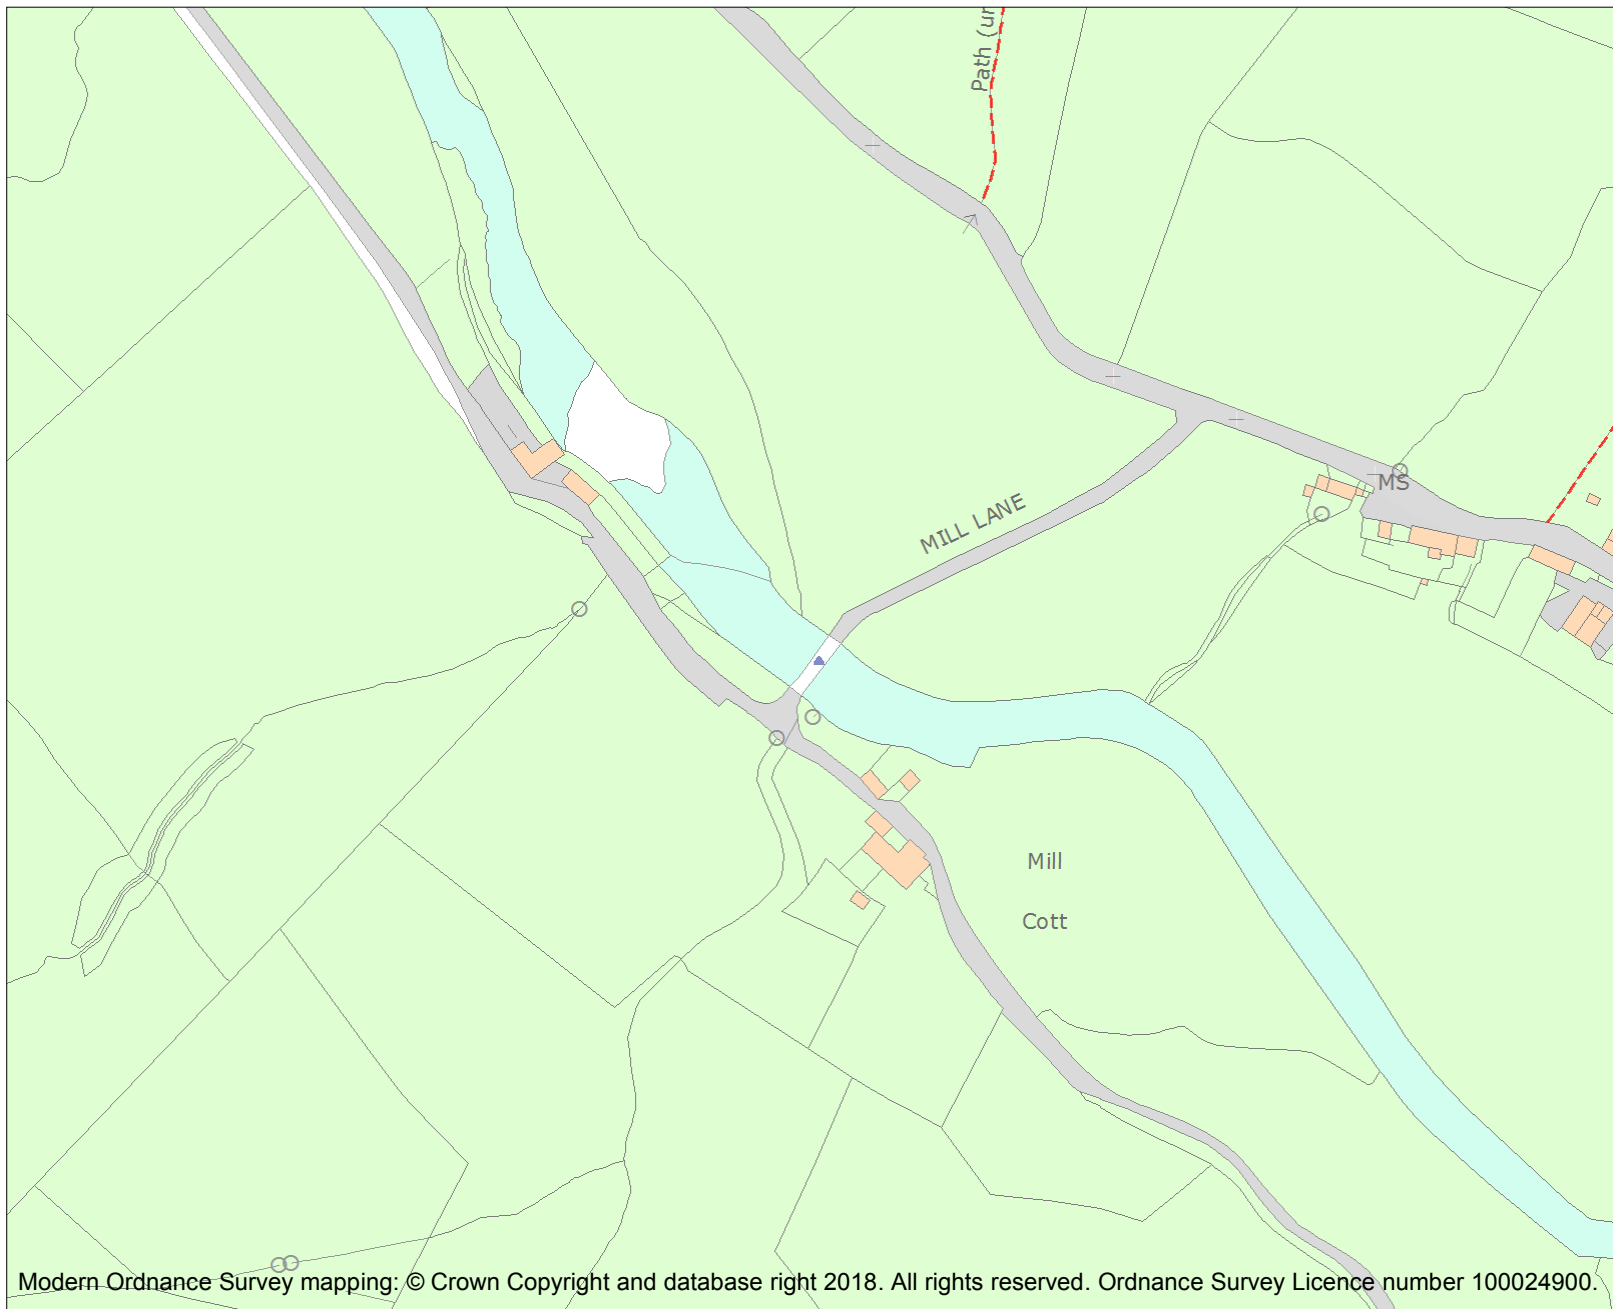 Path (un
MILL LANE
MS
Mill
Cott
Modern Ordnance Survey mapping: © Crown Copyright and database right 2018. All rights reserved. Ordnance Survey Licence number 100024900.